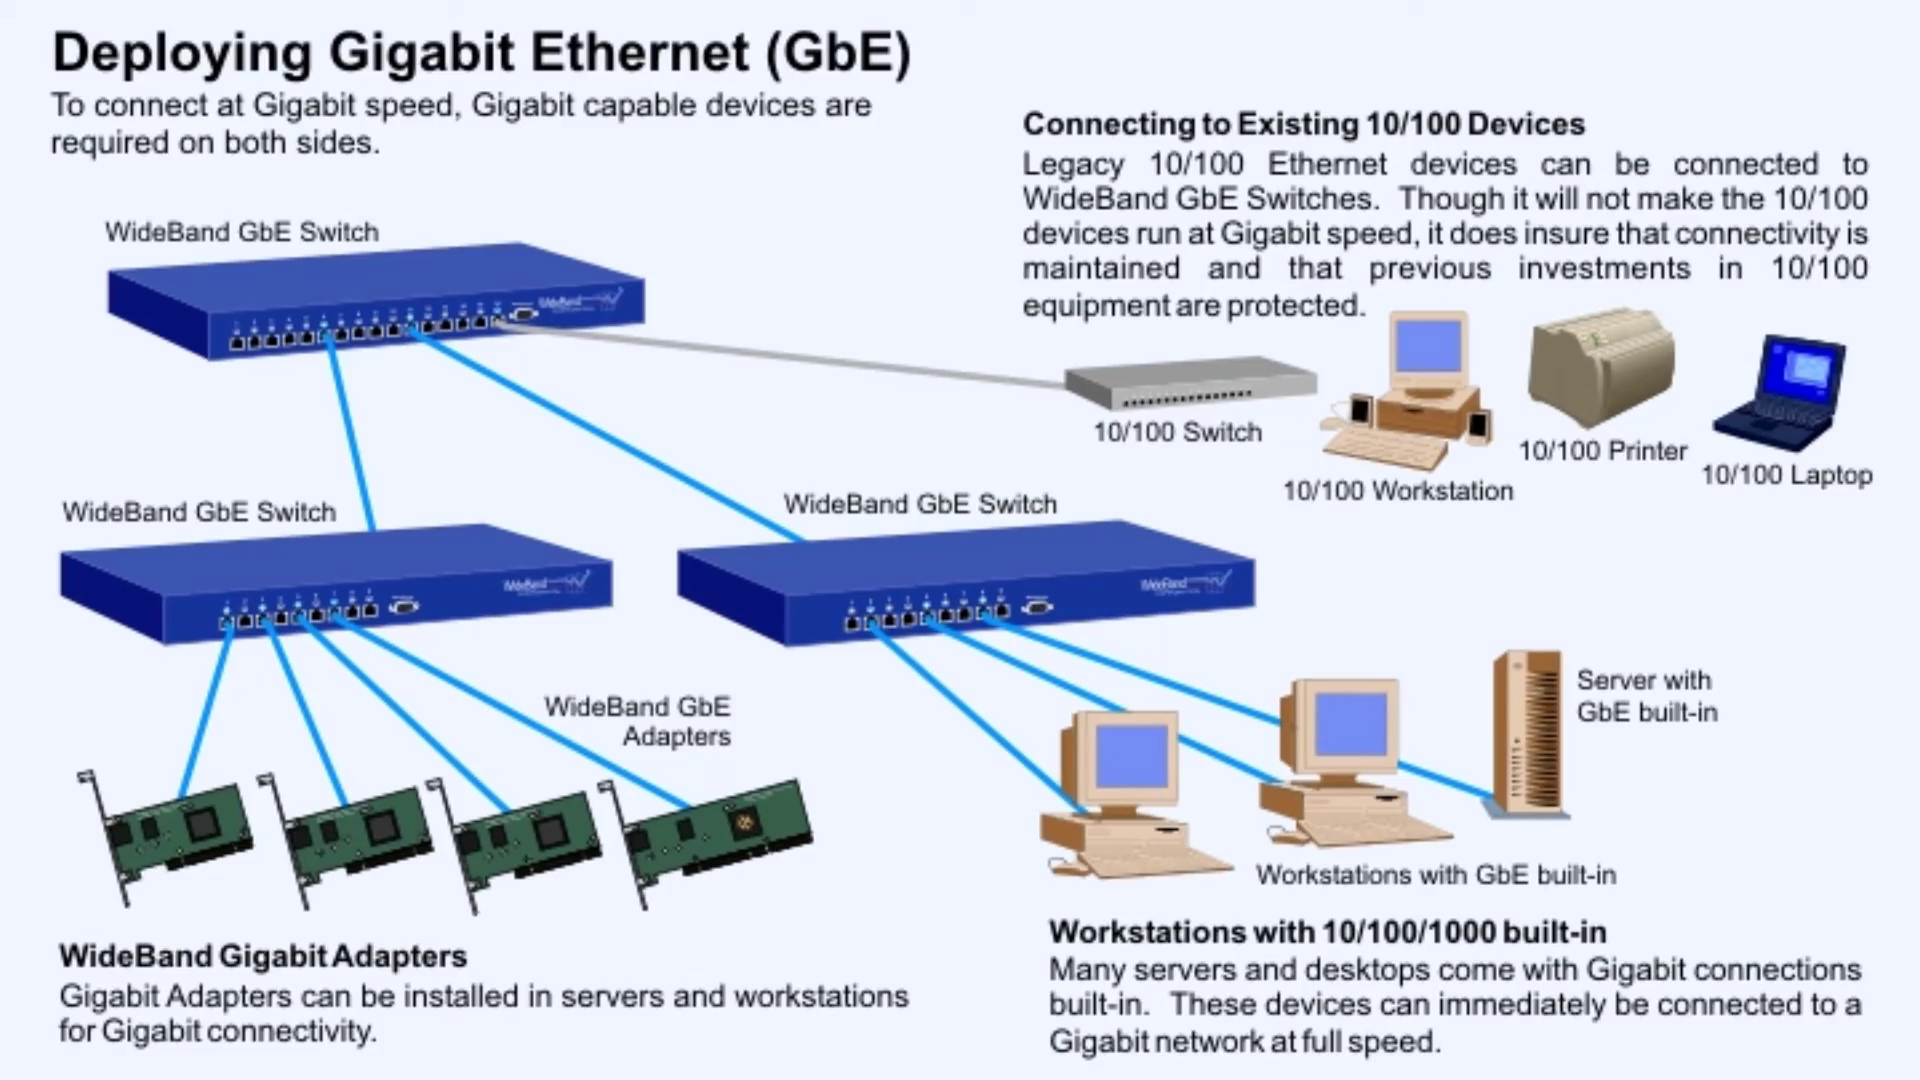 Deploying Gigabit Ethernet (GbE)
To connect at Gigabit speed, Gigabit capable devices are
required on both sides.
Connecting to Existing 10/100 Devices
Legacy 10/100 Ethernet devices can be connected to
WideBand GbE Switches. Though it will not make the 10/100
devices run at Gigabit speed, it does insure that connectivity is
maintained and that previous investments in 10/100
equipment are protected.
WideBand GbE Switch
WideBand
10/100 Switch
10/100 Workstation
10/100 Printer
10/100 Laptop
WideBand GbE Switch
WideBand
WideBand GbE Switch
WideBand
WideBand GbE
Adapters
Server with
GbE built-in
Workstations with GbE built-in
WideBand Gigabit Adapters
Gigabit Adapters can be installed in servers and workstations
for Gigabit connectivity.
Workstations with 10/100/1000 built-in
Many servers and desktops come with Gigabit connections
built-in. These devices can immediately be connected to a
Gigabit network at full speed.